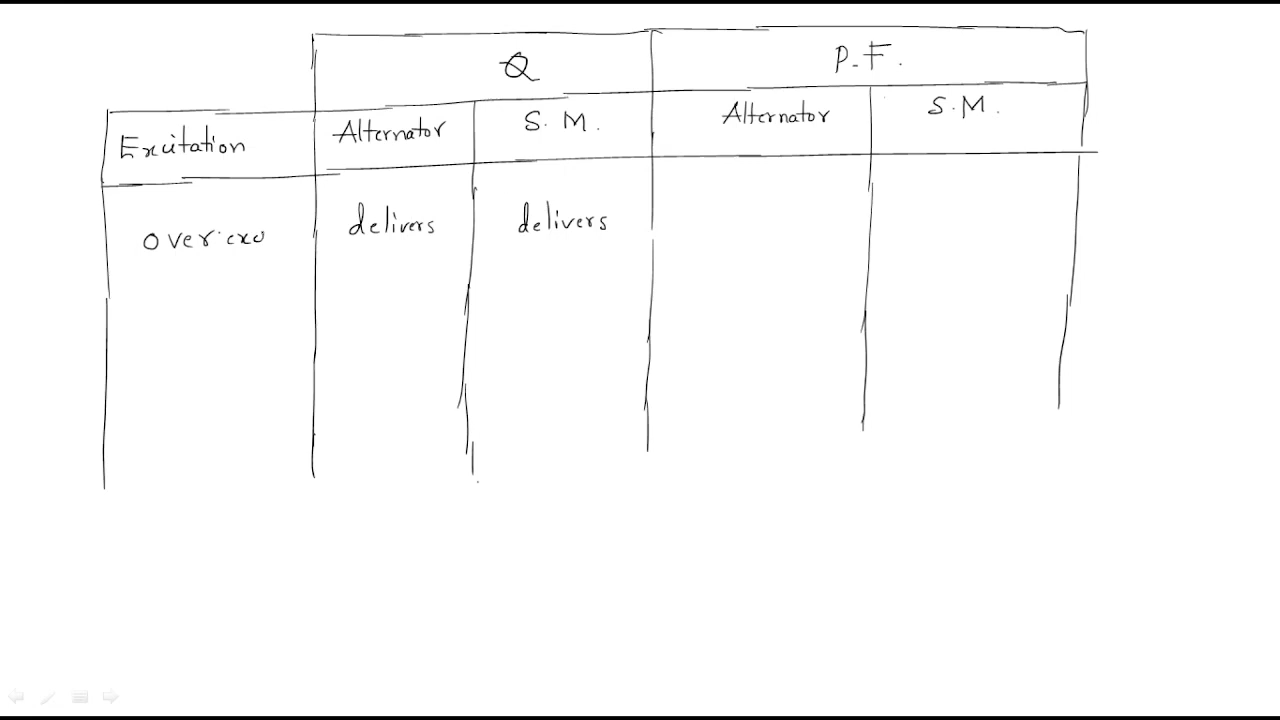 Q P.F.
Excitation Alternator S.M. Alternator S.M.
over exc delivers delivers